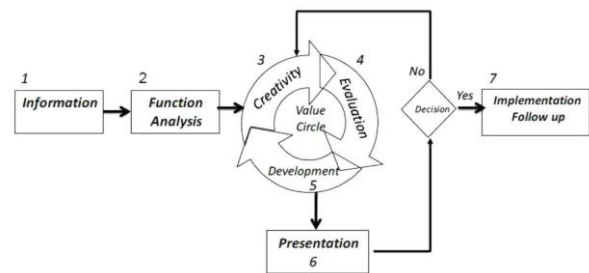 1
Information
2
Function
Analysis
3
Creativity
4
Evaluation
Value
Circle
Development
5
Presentation
6
Decision
No
Yes
7
Implementation
Follow up